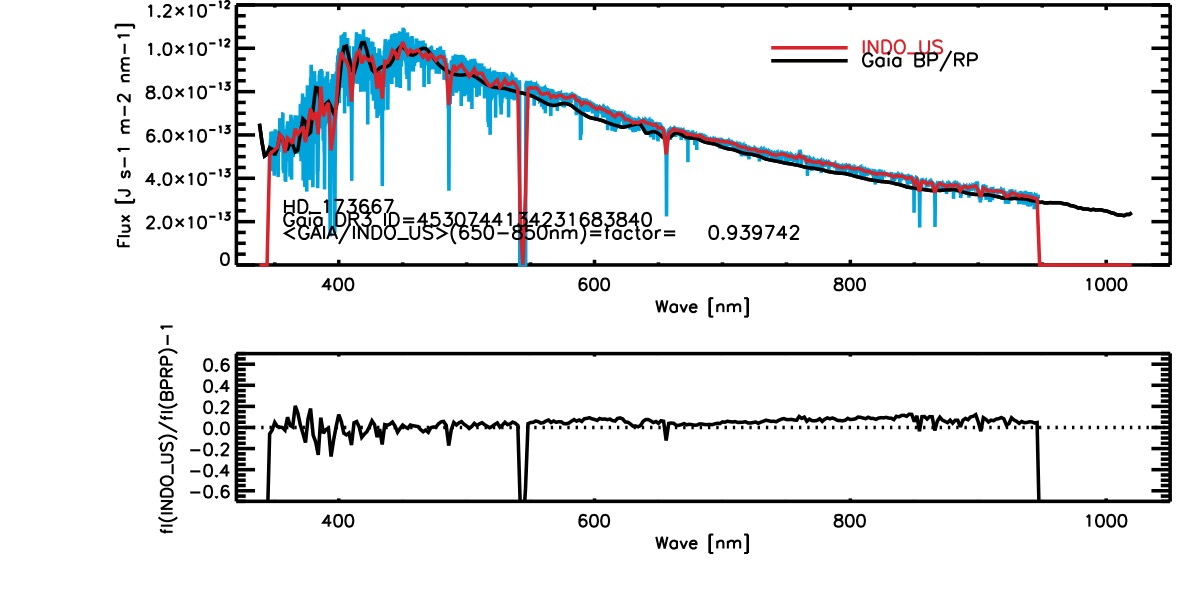 1.2×10−12
1.0×10−12
8.0×10−13
6.0×10−13
4.0×10−13
2.0×10−13
0
Flux [J s−1 m−2 nm−1]
INDO_US
Gaia BP/RP
HD_173667
Gaia DR3 ID=4530744134231683840
<GAIA/INDO_US>(650−850nm)=factor= 0.939742
400 600 800 1000
Wave [nm]
fl(INDO_US)/fl(BPRP)−1
0.6
0.4
0.2
0.0
−0.2
−0.4
−0.6
400 600 800 1000
Wave [nm]